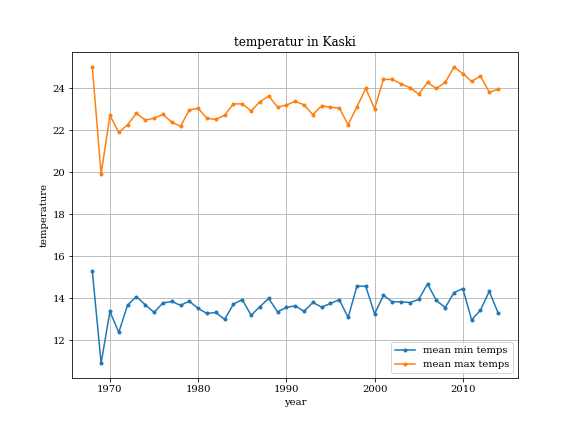 temperatur in Kaski
temperature
24
22
20
18
16
14
12
1970 1980 1990 2000 2010
year
mean min temps
mean max temps